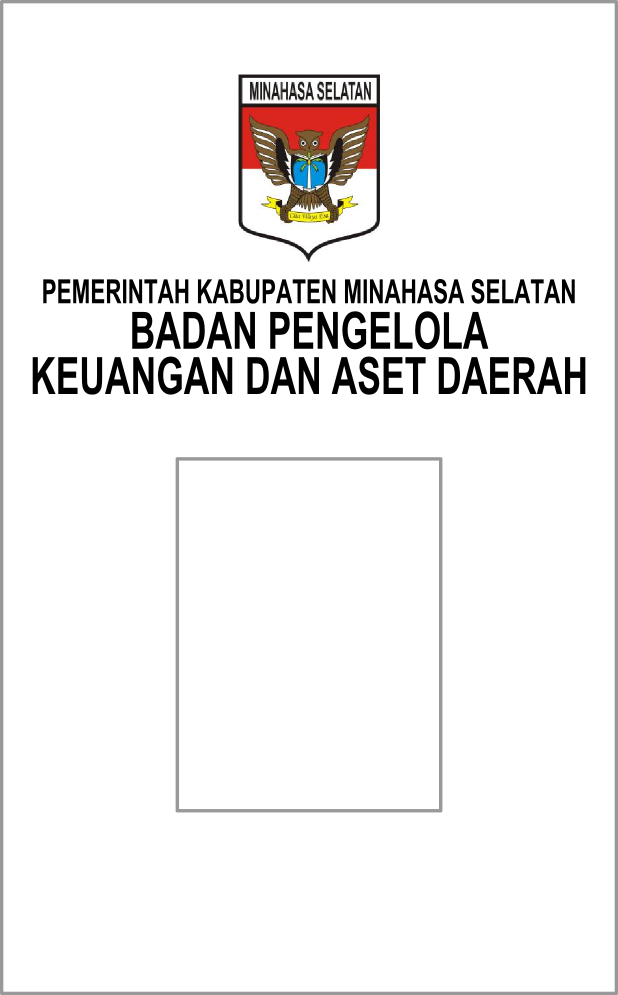 MINAHASA SELATAN
PEMERINTAH KABUPATEN MINAHASA SELATAN
BADAN PENGELOLA
KEUANGAN DAN ASET DAERAH